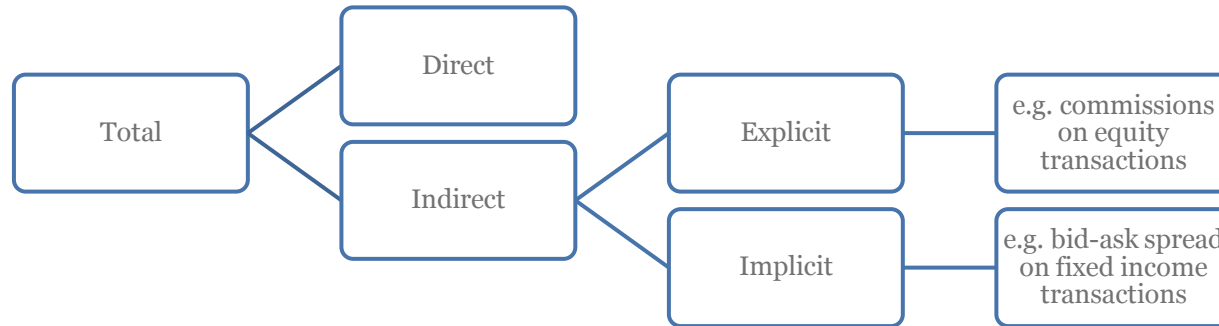 Total
Direct
Indirect
Explicit
Implicit
e.g. commissions
on equity
transactions
e.g. bid-ask spread
on fixed income
transactions